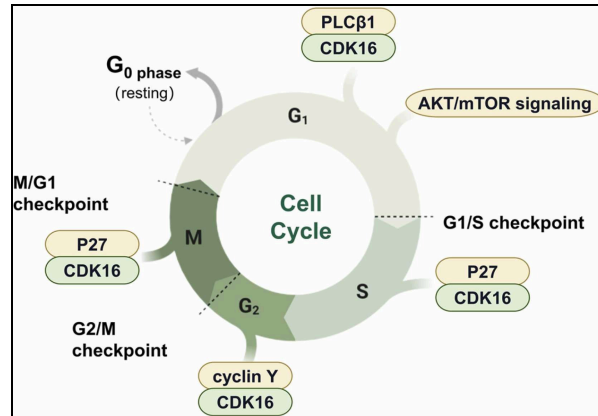 PLCβ1
CDK16
G₀ phase
(resting)
AKT/mTOR signaling
G₁
M/G1
checkpoint
Cell
Cycle
G1/S checkpoint
P27
CDK16
M
P27
CDK16
S
G₂
G2/M
checkpoint
cyclin Y
CDK16